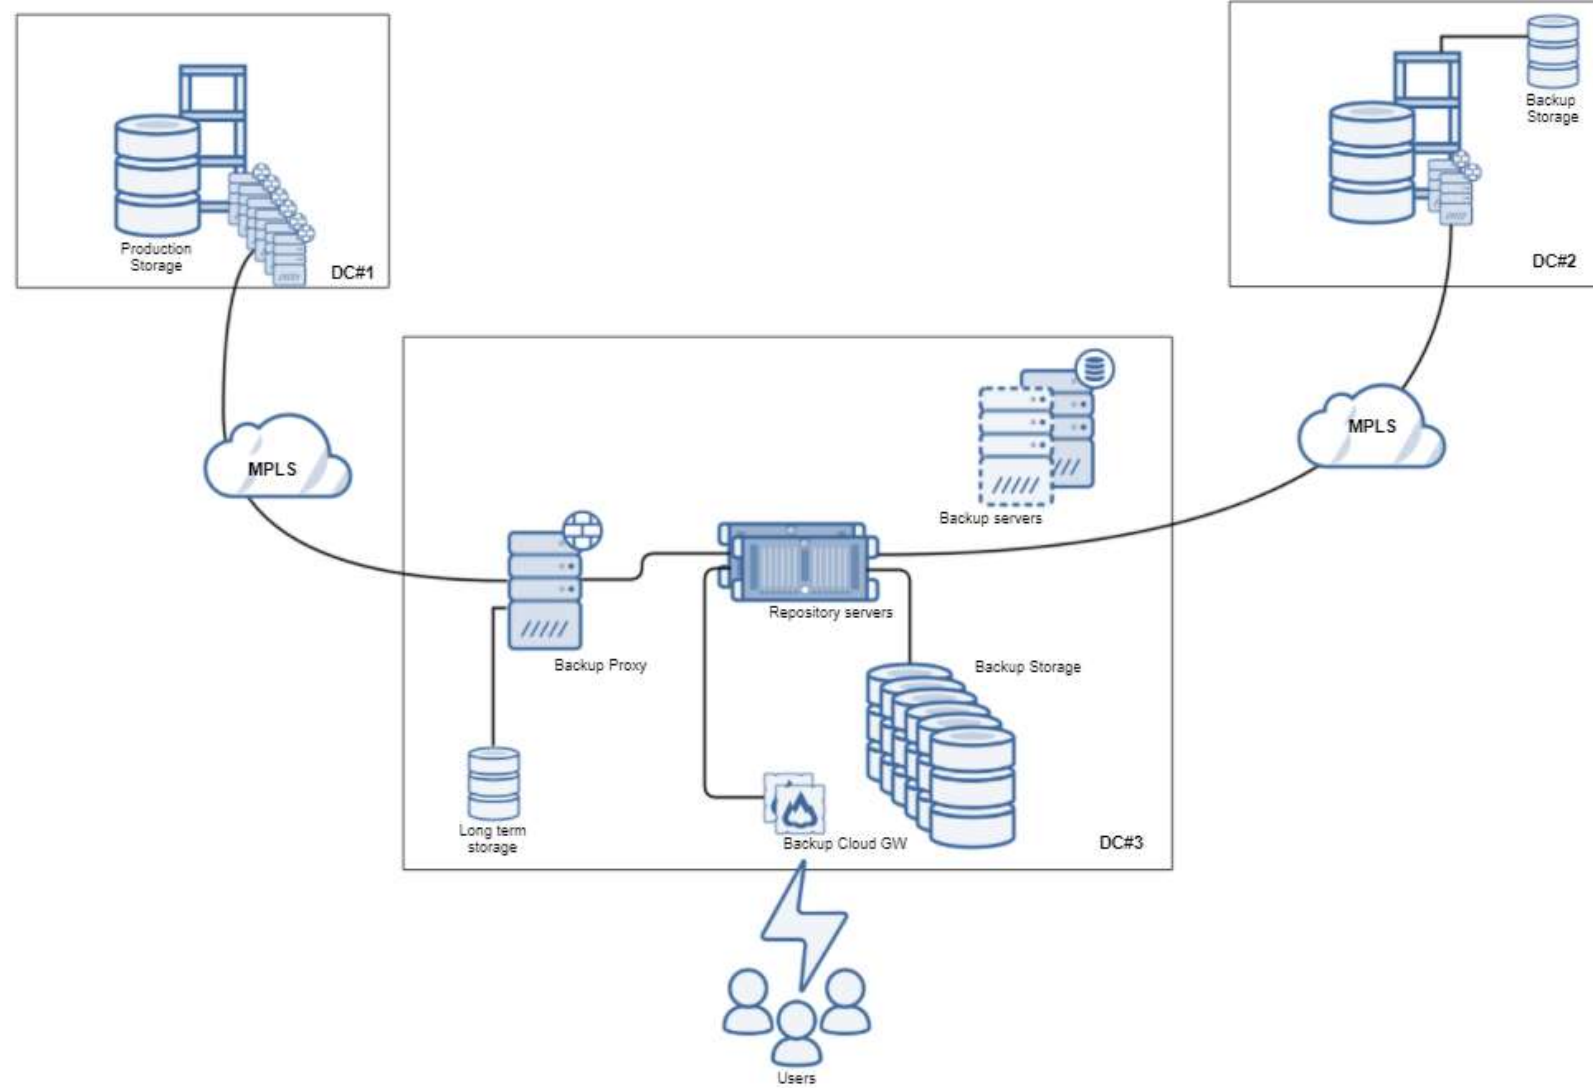 Production
Storage
DC#1
Backup
Storage
DC#2
MPLS
MPLS
Backup servers
Repository servers
Backup Proxy
Backup Storage
Long term
storage
Backup Cloud GW
DC#3
Users